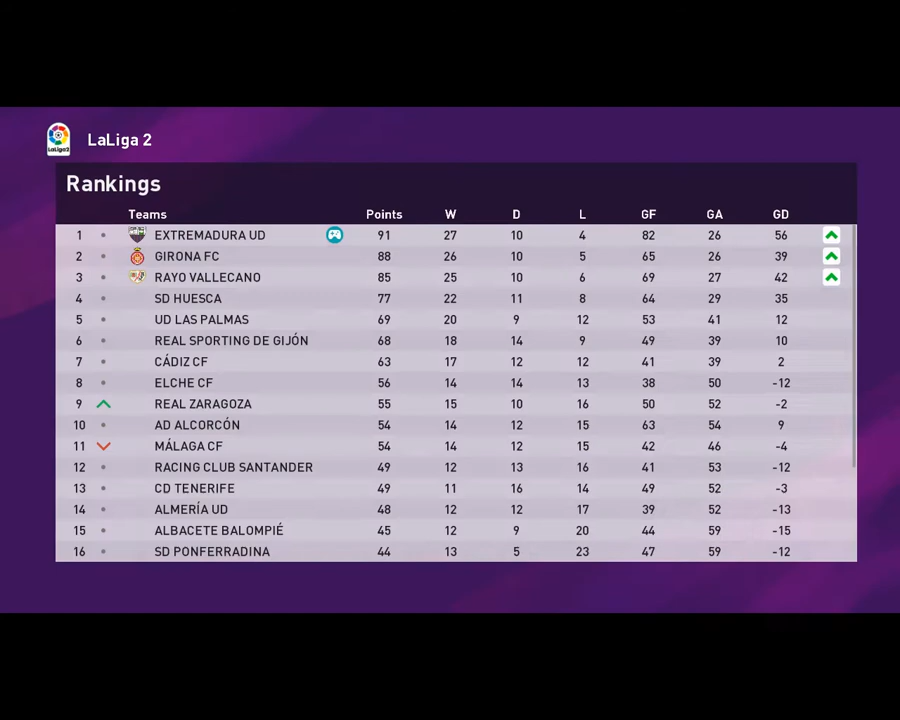 LaLiga 2
Rankings
Teams Points W D L GF GA GD
1 EXTREMADURA UD 91 27 10 4 82 26 56
2 GIRONA FC 88 26 10 5 65 26 39
3 RAYO VALLECANO 85 25 10 6 69 27 42
4 SD HUESCA 77 22 11 8 64 29 35
5 UD LAS PALMAS 69 20 9 12 53 41 12
6 REAL SPORTING DE GIJÓN 68 18 14 9 49 39 10
7 CÁDIZ CF 63 17 12 12 41 39 2
8 ELCHE CF 56 14 14 13 38 50 -12
9 REAL ZARAGOZA 55 15 10 16 50 52 -2
10 AD ALCORCÓN 54 14 12 15 63 54 9
11 MÁLAGA CF 54 14 12 15 42 46 -4
12 RACING CLUB SANTANDER 49 12 13 16 41 53 -12
13 CD TENERIFE 49 11 16 14 49 52 -3
14 ALMERÍA UD 48 12 12 17 39 52 -13
15 ALBACETE BALOMPIÉ 45 12 9 20 44 59 -15
16 SD PONFERRADINA 44 13 5 23 47 59 -12